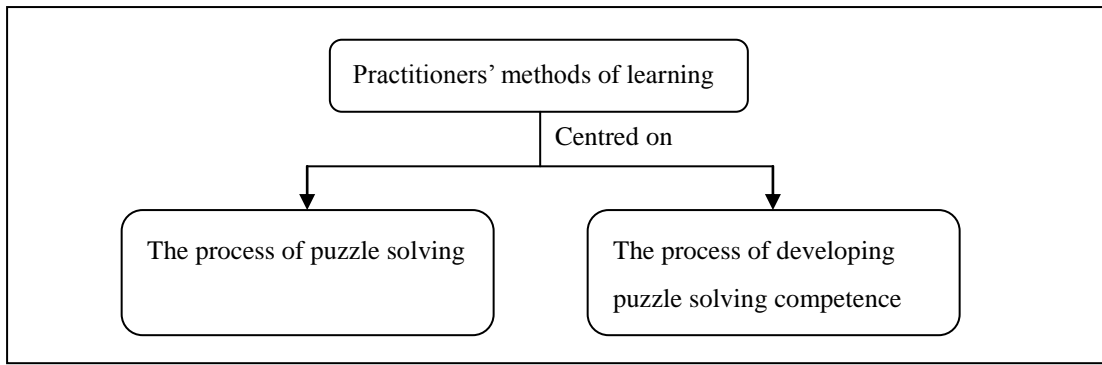 Practitioners’ methods of learning
Centred on
The process of puzzle solving
The process of developing
puzzle solving competence